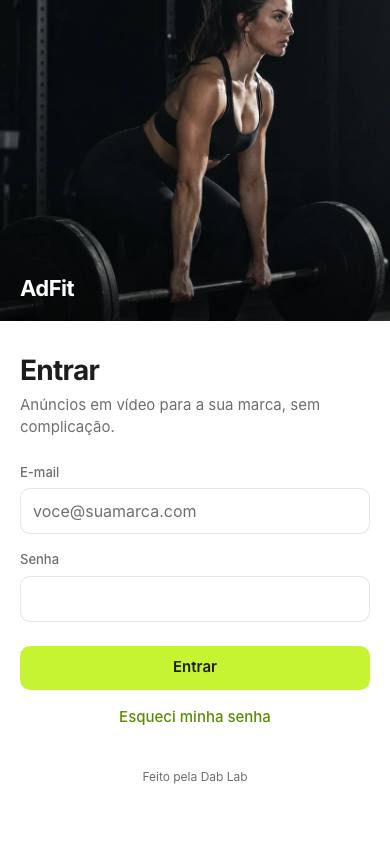 AdFit
Entrar
Anúncios em vídeo para a sua marca, sem
complicação.
E-mail
voce@suamarca.com
Senha
Entrar
Esqueci minha senha
Feito pela Dab Lab